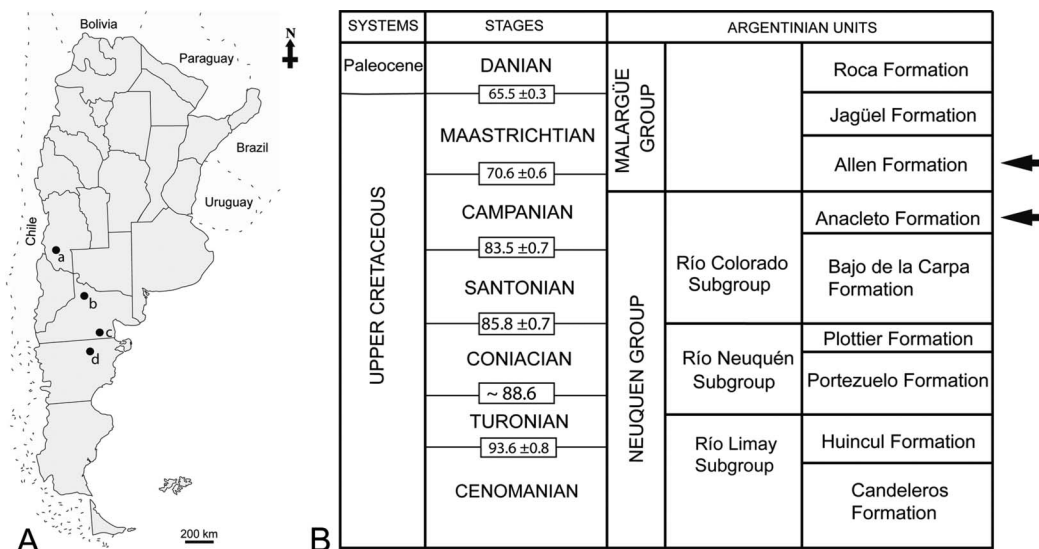 Bolivia
N
Paraguay
Brazil
Uruguay
Chile
a
b
c
d
200 km
A
B
SYSTEMS
STAGES
ARGENTINIAN UNITS
Paleocene
UPPER CRETACEOUS
DANIAN
65.5 ±0.3
MAASTRICHTIAN
70.6 ±0.6
CAMPANIAN
83.5 ±0.7
SANTONIAN
85.8 ±0.7
CONIACIAN
~ 88.6
TURONIAN
93.6 ±0.8
CENOMANIAN
MALARGÜE
GROUP
NEUQUEN GROUP
Río Colorado
Subgroup
Río Neuquén
Subgroup
Río Limay
Subgroup
Roca Formation
Jagüel Formation
Allen Formation
Anacleto Formation
Bajo de la Carpa
Formation
Plottier Formation
Portezuelo Formation
Huincul Formation
Candeleros
Formation